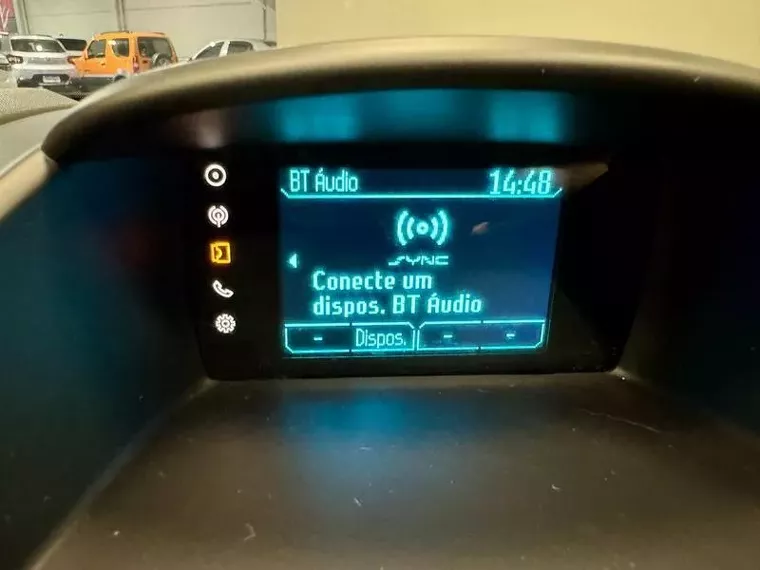 BT Áudio 14:48
SYNC
Conecte um
dispos. BT Áudio
- Dispos. - -